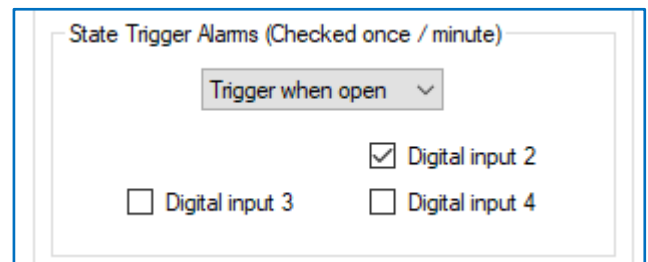 State Trigger Alarms (Checked once / minute)
Trigger when open
Digital input 2
Digital input 3 Digital input 4